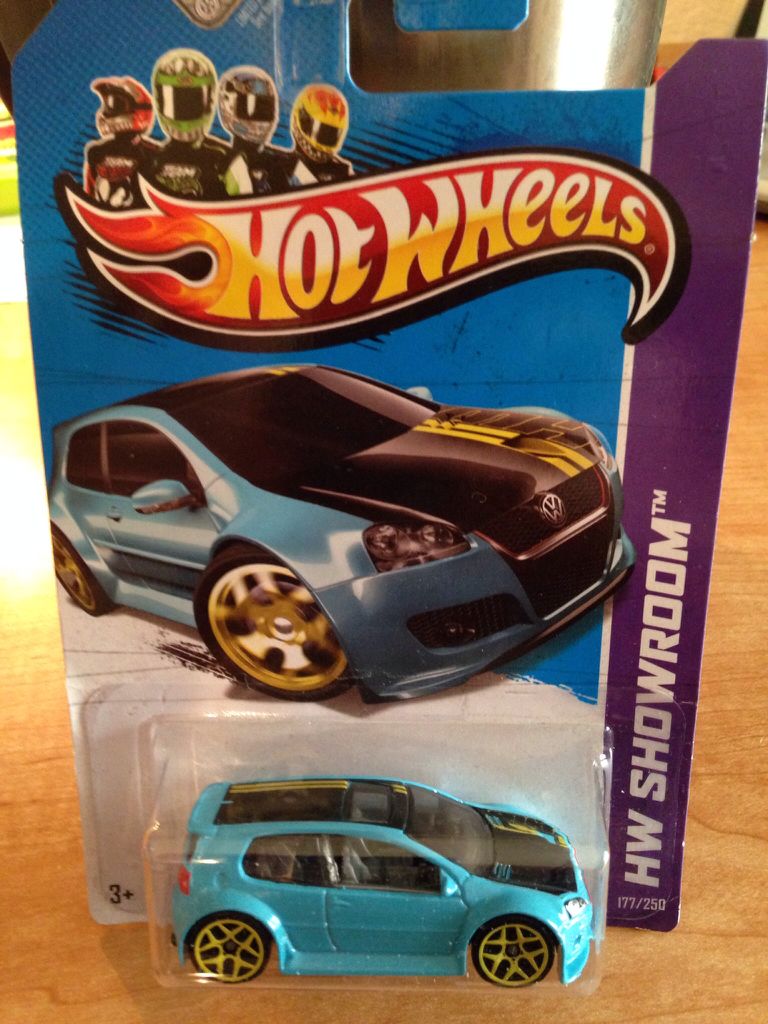 HOT WHEELS®
HW SHOWROOM™
3+
177/250